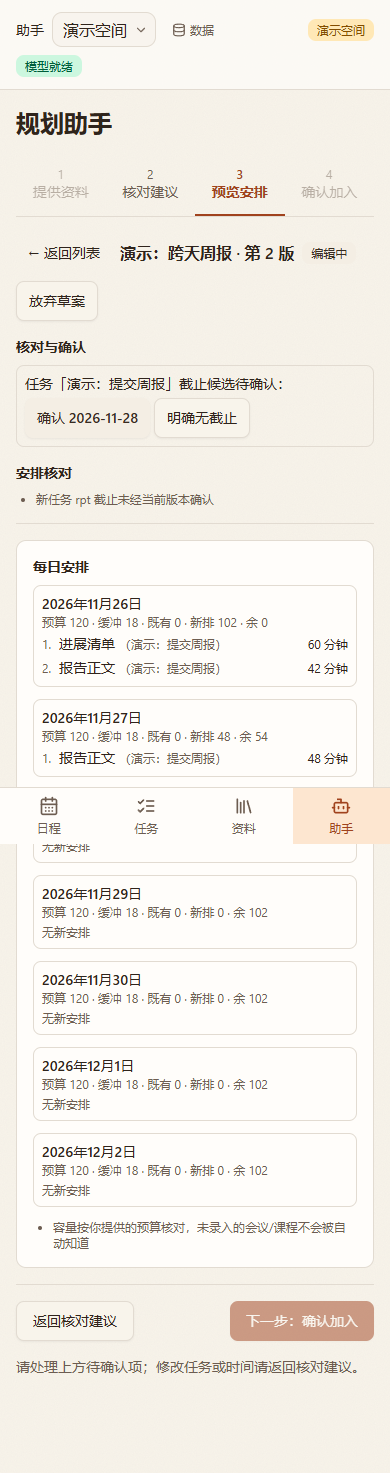 助手
演示空间
数据
演示空间
模型就绪
规划助手
1
提供资料
2
核对建议
3
预览安排
4
确认加入
← 返回列表
演示：跨天周报 · 第 2 版
编辑中
放弃草案
核对与确认
任务「演示：提交周报」截止候选待确认：
确认 2026-11-28
明确无截止
安排核对
• 新任务 rpt 截止未经当前版本确认
每日安排
2026年11月26日
预算 120 · 缓冲 18 · 既有 0 · 新排 102 · 余 0
1. 进展清单 （演示：提交周报） 60 分钟
2. 报告正文 （演示：提交周报） 42 分钟
2026年11月27日
预算 120 · 缓冲 18 · 既有 0 · 新排 48 · 余 54
1. 报告正文 （演示：提交周报） 48 分钟
日程
任务
资料
助手
无新安排
2026年11月29日
预算 120 · 缓冲 18 · 既有 0 · 新排 0 · 余 102
无新安排
2026年11月30日
预算 120 · 缓冲 18 · 既有 0 · 新排 0 · 余 102
无新安排
2026年12月1日
预算 120 · 缓冲 18 · 既有 0 · 新排 0 · 余 102
无新安排
2026年12月2日
预算 120 · 缓冲 18 · 既有 0 · 新排 0 · 余 102
无新安排
• 容量按你提供的预算核对，未录入的会议/课程不会被自
动知道
返回核对建议
下一步：确认加入
请处理上方待确认项；修改任务或时间请返回核对建议。